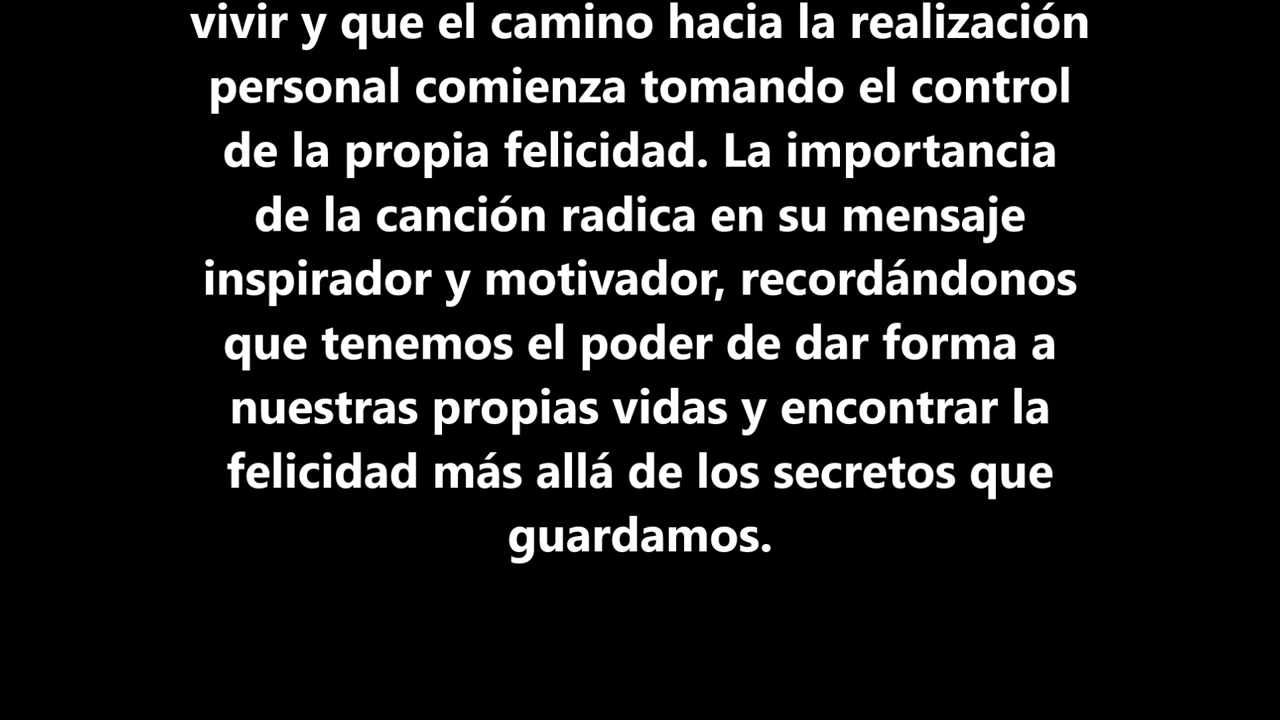 vivir y que el camino hacia la realización
personal comienza tomando el control
de la propia felicidad. La importancia
de la canción radica en su mensaje
inspirador y motivador, recordándonos
que tenemos el poder de dar forma a
nuestras propias vidas y encontrar la
felicidad más allá de los secretos que
guardamos.